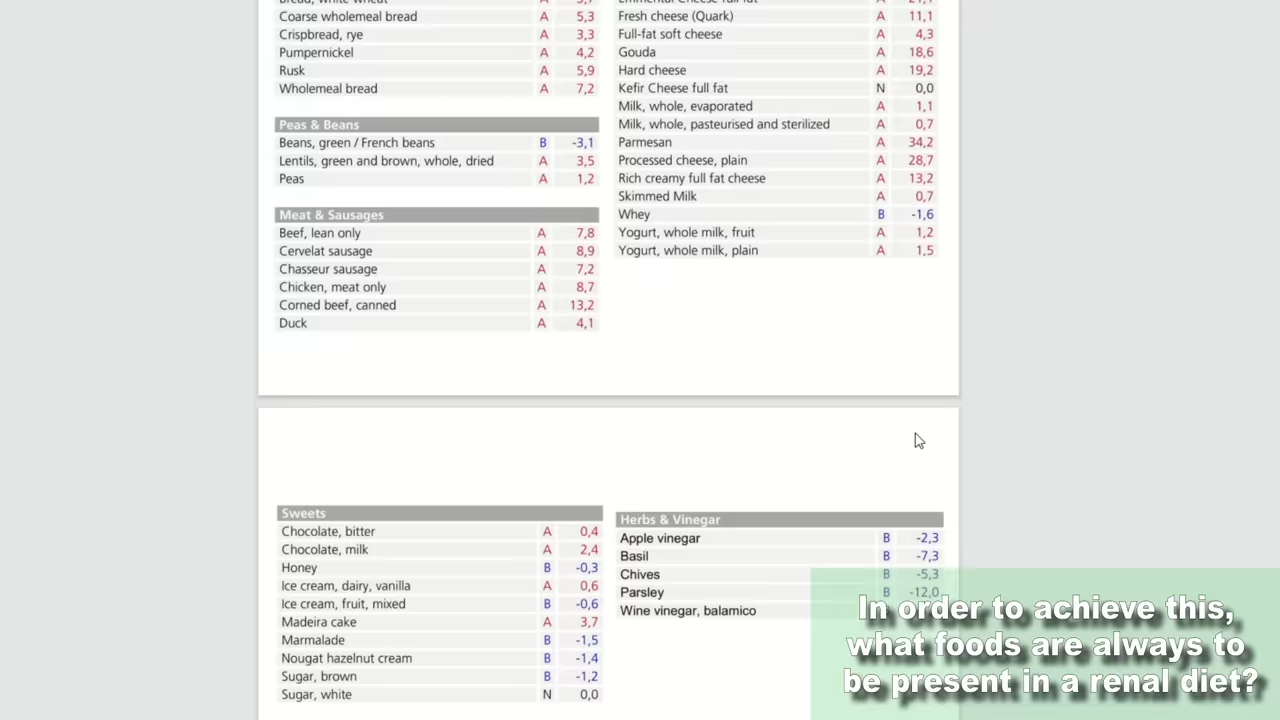 Bread, white wheat
Coarse wholemeal bread A 5,3
Crispbread, rye A 3,3
Pumpernickel A 4,2
Rusk A 5,9
Wholemeal bread A 7,2
Peas & Beans
Beans, green / French beans B -3,1
Lentils, green and brown, whole, dried A 3,5
Peas A 1,2
Meat & Sausages
Beef, lean only A 7,8
Cervelat sausage A 8,9
Chasseur sausage A 7,2
Chicken, meat only A 8,7
Corned beef, canned A 13,2
Duck A 4,1
Emmental Cheese full fat
Fresh cheese (Quark) A 11,1
Full-fat soft cheese A 4,3
Gouda A 18,6
Hard cheese A 19,2
Kefir Cheese full fat N 0,0
Milk, whole, evaporated A 1,1
Milk, whole, pasteurised and sterilized A 0,7
Parmesan A 34,2
Processed cheese, plain A 28,7
Rich creamy full fat cheese A 13,2
Skimmed Milk A 0,7
Whey B -1,6
Yogurt, whole milk, fruit A 1,2
Yogurt, whole milk, plain A 1,5
Sweets
Chocolate, bitter A 0,4
Chocolate, milk A 2,4
Honey B -0,3
Ice cream, dairy, vanilla A 0,6
Ice cream, fruit, mixed B -0,6
Madeira cake A 3,7
Marmalade B -1,5
Nougat hazelnut cream B -1,4
Sugar, brown B -1,2
Sugar, white N 0,0
Herbs & Vinegar
Apple vinegar B -2,3
Basil B -7,3
Chives B -5,3
Parsley B -12,0
Wine vinegar, balamico
In order to achieve this,
what foods are always to
be present in a renal diet?